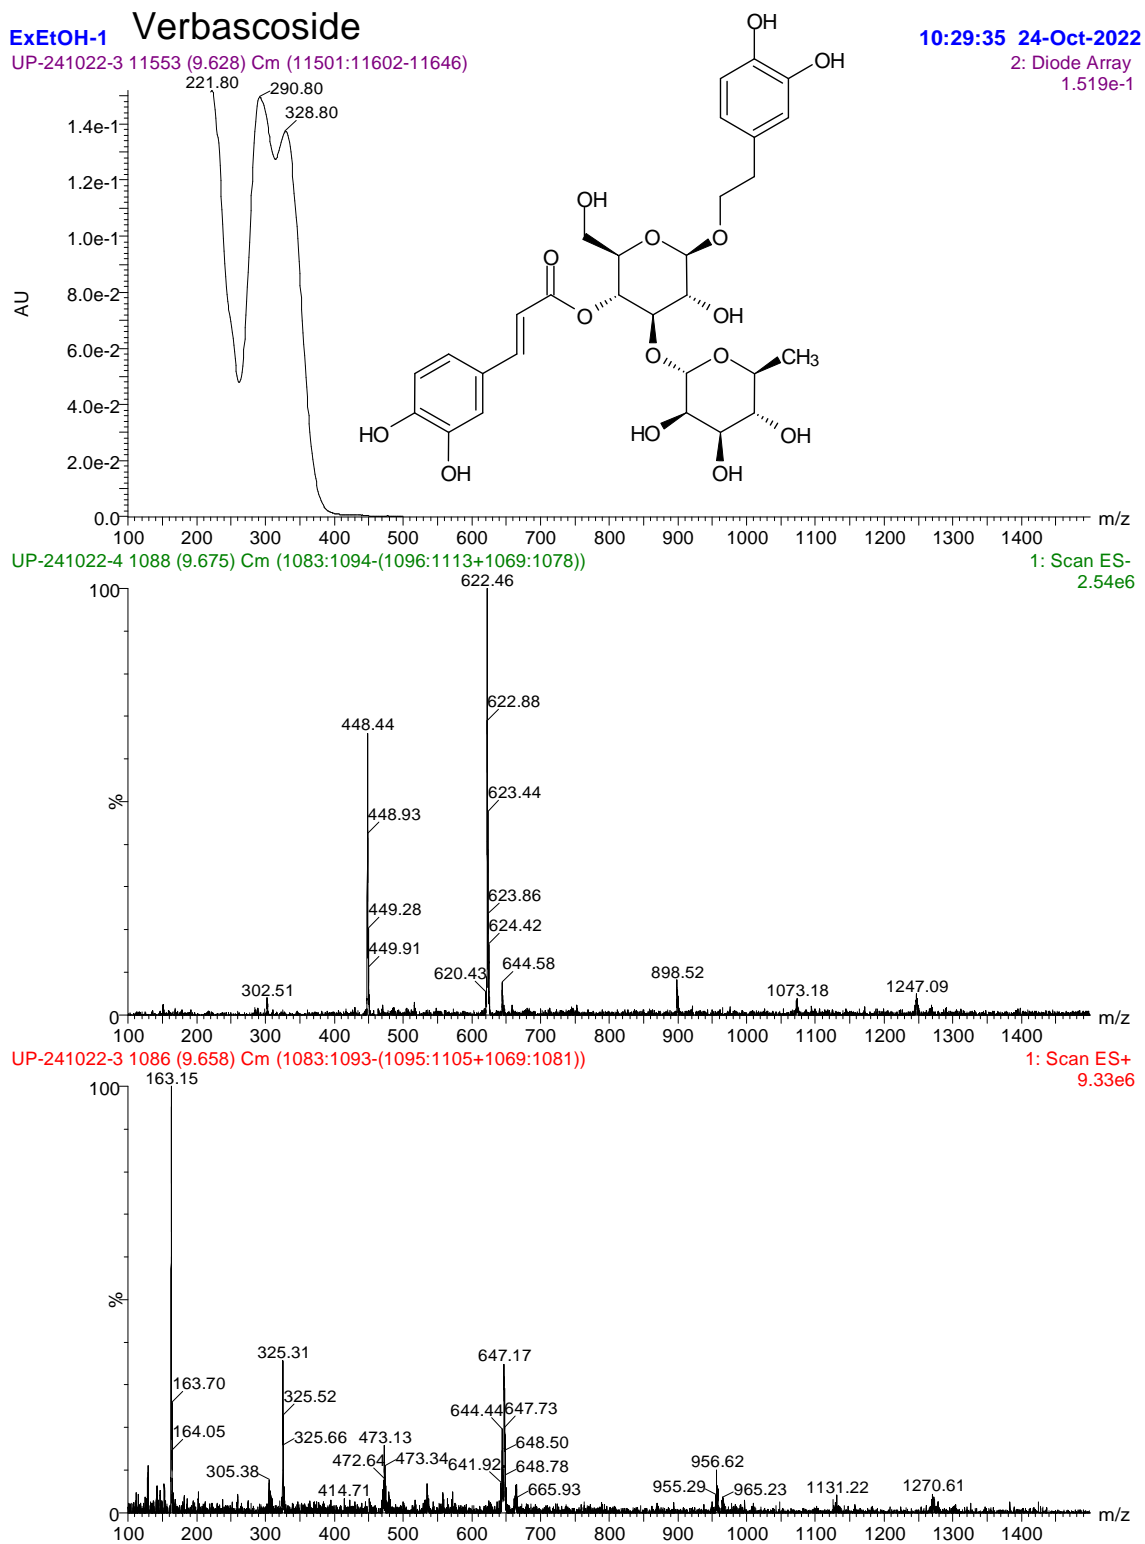 Verbascoside
ExEtOH-1
10:29:35 24-Oct-2022
UP-241022-3 11553 (9.628) Cm (11501:11602-11646)
2: Diode Array
1.519e-1
221.80
290.80
328.80
AU
1.4e-1
1.2e-1
1.0e-1
8.0e-2
6.0e-2
4.0e-2
2.0e-2
0.0
OH
OH
OH
O
O
O
O
OH
O
O
CH3
HO
OH
OH
HO
OH
100 200 300 400 500 600 700 800 900 1000 1100 1200 1300 1400
m/z
UP-241022-4 1088 (9.675) Cm (1083:1094-(1096:1113+1069:1078))
1: Scan ES-
2.54e6
100
%
0
622.46
622.88
448.44
623.44
448.93
623.86
449.28
624.42
449.91
620.43
644.58
302.51
898.52
1073.18
1247.09
100 200 300 400 500 600 700 800 900 1000 1100 1200 1300 1400
m/z
UP-241022-3 1086 (9.658) Cm (1083:1093-(1095:1105+1069:1081))
1: Scan ES+
9.33e6
100
%
0
163.15
325.31
647.17
163.70
325.52
644.44
647.73
164.05
325.66
473.13
648.50
305.38
472.64
473.34
641.92
648.78
956.62
414.71
665.93
955.29
965.23
1131.22
1270.61
100 200 300 400 500 600 700 800 900 1000 1100 1200 1300 1400
m/z